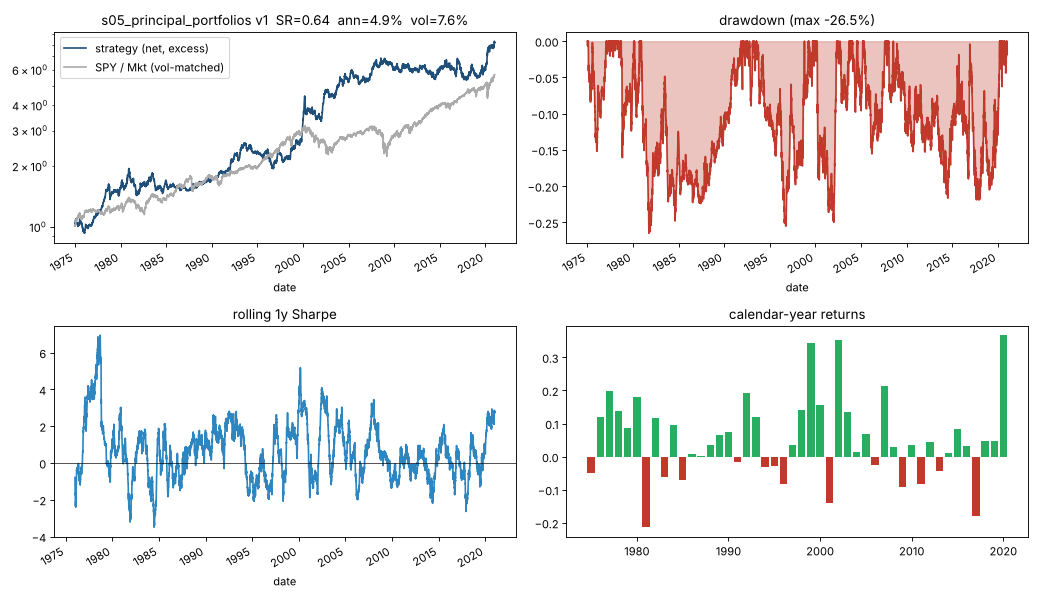 s05_principal_portfolios v1 SR=0.64 ann=4.9% vol=7.6%
strategy (net, excess)
SPY / Mkt (vol-matched)
6 × 10⁰
4 × 10⁰
3 × 10⁰
2 × 10⁰
10⁰
1975 1980 1985 1990 1995 2000 2005 2010 2015 2020
date
drawdown (max -26.5%)
0.00
−0.05
−0.10
−0.15
−0.20
−0.25
1975 1980 1985 1990 1995 2000 2005 2010 2015 2020
date
rolling 1y Sharpe
6
4
2
0
−2
−4
1975 1980 1985 1990 1995 2000 2005 2010 2015 2020
date
calendar-year returns
0.3
0.2
0.1
0.0
−0.1
−0.2
1980 1990 2000 2010 2020